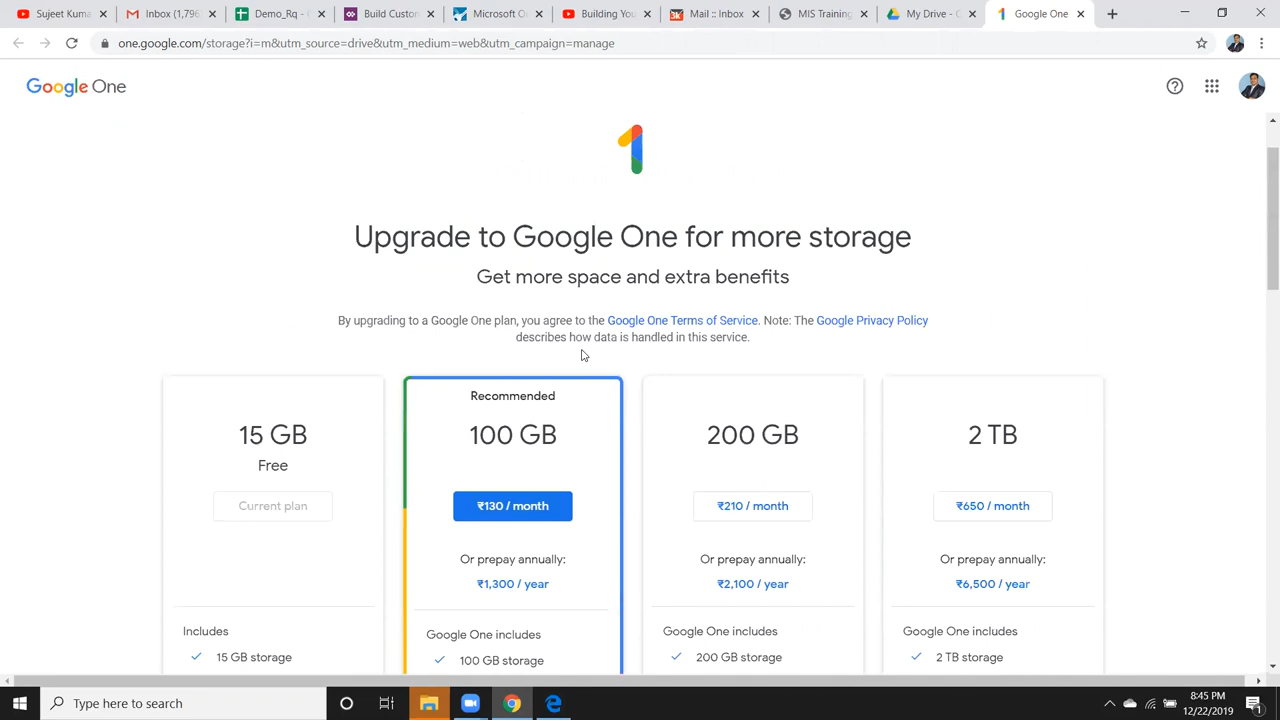 Sujeet Kuma
Inbox (1,796
Demo_Rq -
Build Custom
Microsoft O
Building You
Mail :: Inbox
MIS Training
My Drive - G
Google One
one.google.com/storage?i=m&utm_source=drive&utm_medium=web&utm_campaign=manage
Google One
1
Upgrade to Google One for more storage
Get more space and extra benefits
By upgrading to a Google One plan, you agree to the Google One Terms of Service. Note: The Google Privacy Policy
describes how data is handled in this service.
15 GB
Free
Current plan
Includes
15 GB storage
Recommended
100 GB
₹130 / month
Or prepay annually:
₹1,300 / year
Google One includes
100 GB storage
200 GB
₹210 / month
Or prepay annually:
₹2,100 / year
Google One includes
200 GB storage
2 TB
₹650 / month
Or prepay annually:
₹6,500 / year
Google One includes
2 TB storage
Type here to search
8:45 PM
12/22/2019